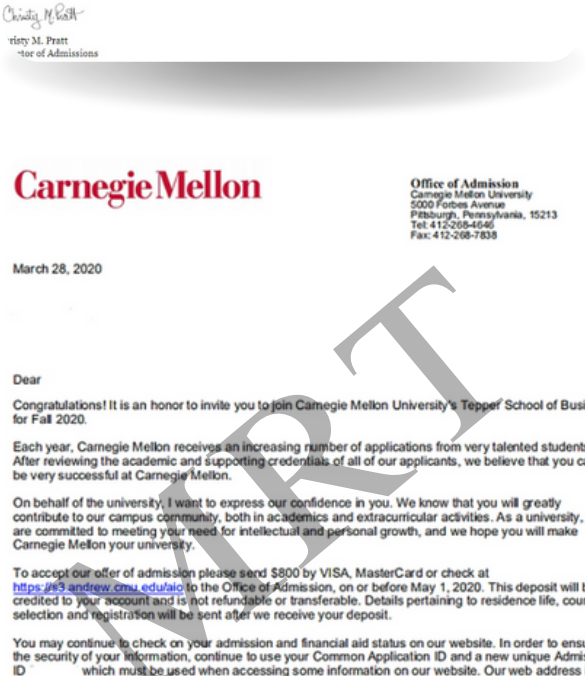 Christy M. Pratt
risty M. Pratt
tor of Admissions
Carnegie Mellon
Office of Admission
Carnegie Mellon University
5000 Forbes Avenue
Pittsburgh, Pennsylvania, 15213
Tel: 412-268-4646
Fax: 412-268-7838
March 28, 2020
Dear
Congratulations! It is an honor to invite you to join Carnegie Mellon University's Tepper School of Busi
for Fall 2020.
Each year, Carnegie Mellon receives an increasing number of applications from very talented students
After reviewing the academic and supporting credentials of all of our applicants, we believe that you ca
be very successful at Carnegie Mellon.
On behalf of the university, I want to express our confidence in you. We know that you will greatly
contribute to our campus community, both in academics and extracurricular activities. As a university,
are committed to meeting your need for intellectual and personal growth, and we hope you will make
Carnegie Mellon your university.
To accept our offer of admission please send $800 by VISA, MasterCard or check at
https://s3.andrew.cmu.edu/aio to the Office of Admission, on or before May 1, 2020. This deposit will b
credited to your account and is not refundable or transferable. Details pertaining to residence life, cour
selection and registration will be sent after we receive your deposit.
You may continue to check on your admission and financial aid status on our website. In order to ensu
the security of your information, continue to use your Common Application ID and a new unique Admis
ID which must be used when accessing some information on our website. Our web address
MRT